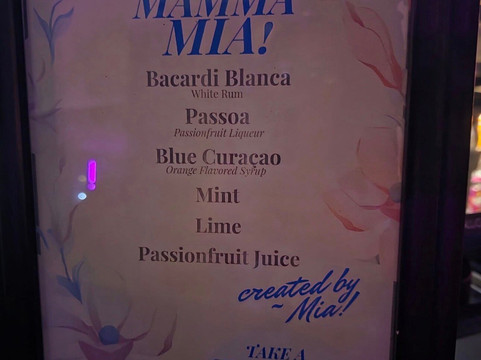 MAMMA
MIA!
Bacardi Blanca
White Rum
Passoa
Passionfruit Liqueur
Blue Curaçao
Orange Flavored Syrup
Mint
Lime
Passionfruit Juice
created by
~ Mia!
TAKE A